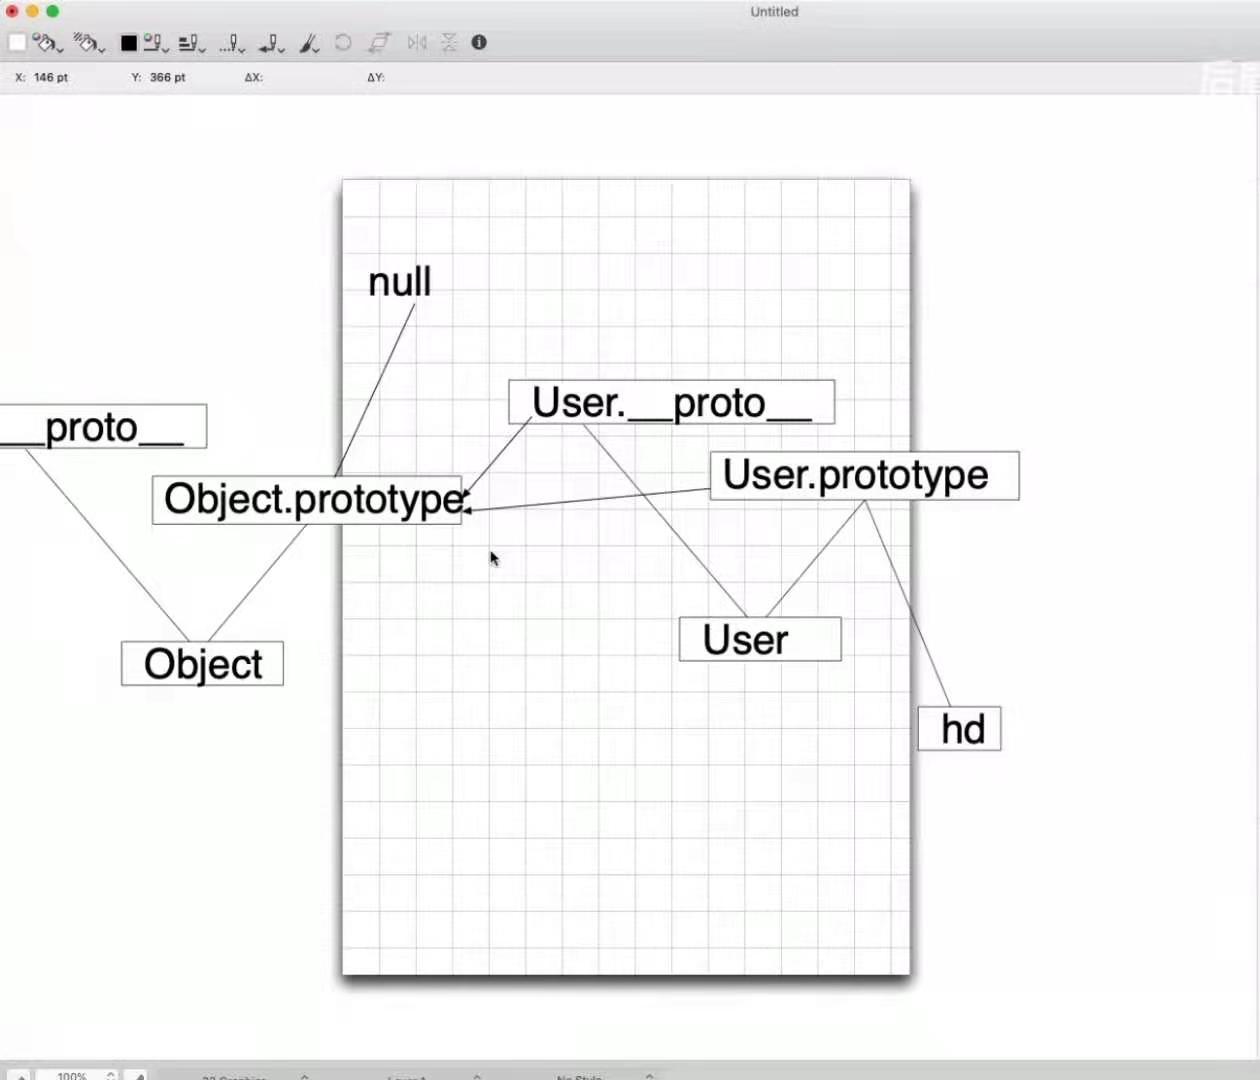 Untitled
X: 146 pt Y: 366 pt ΔX: ΔY:
null
User.__proto__
__proto__
User.prototype
Object.prototype
User
Object
hd
100%